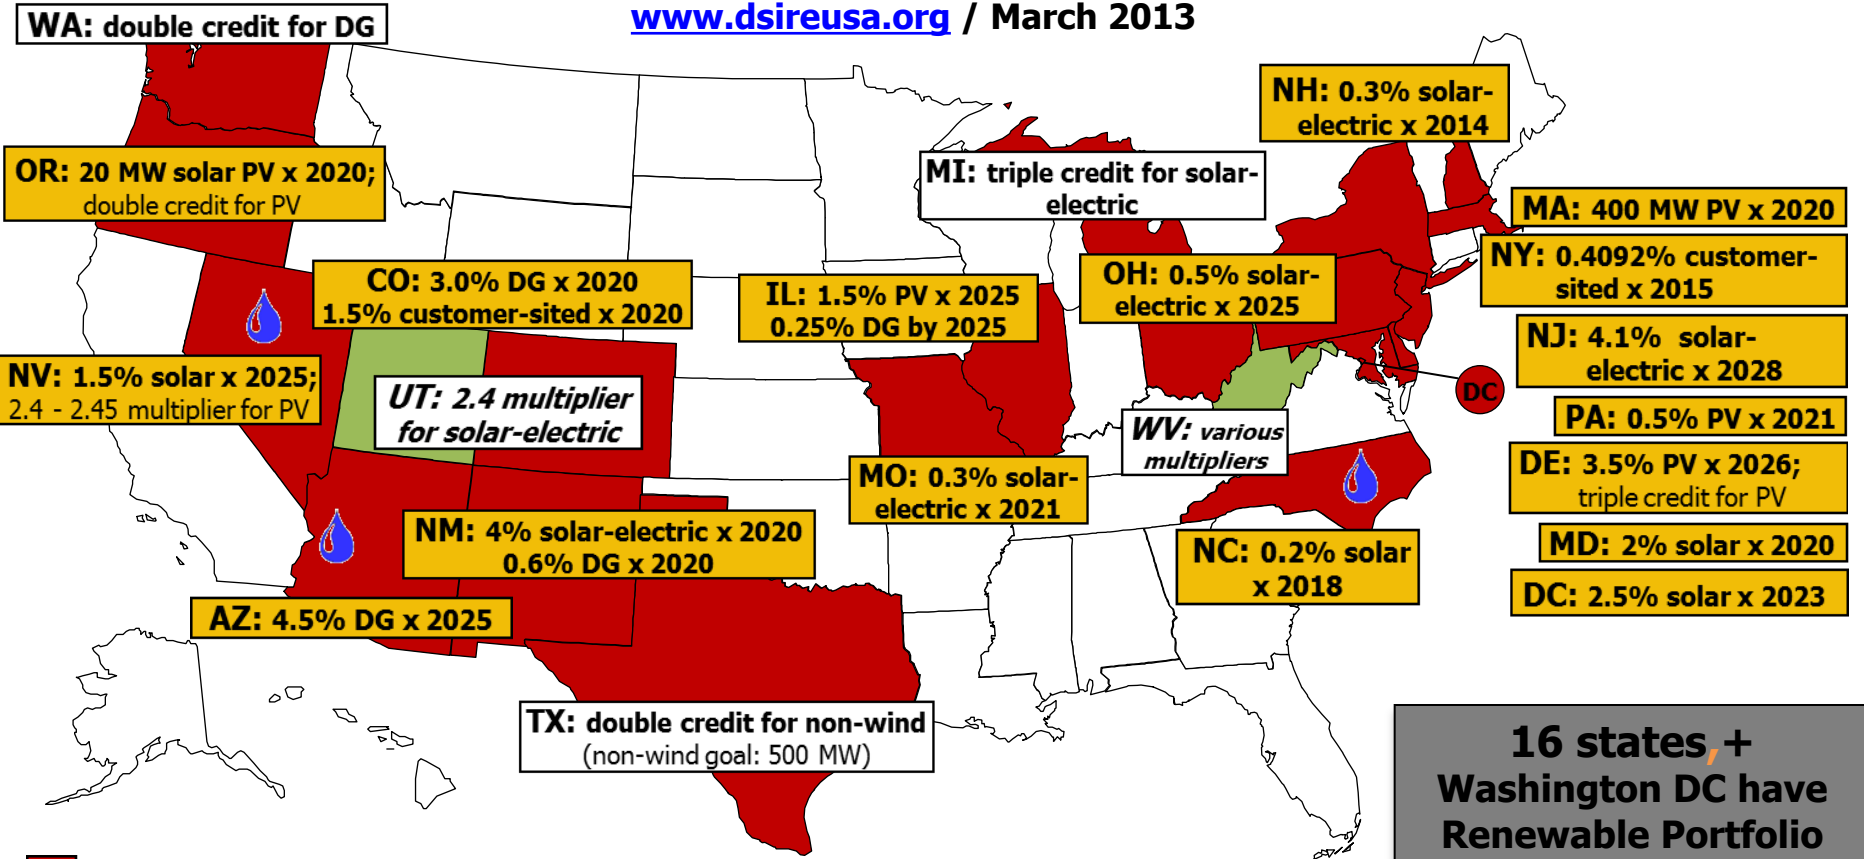 www.dsireusa.org / March 2013
WA: double credit for DG
NH: 0.3% solar-
electric x 2014
OR: 20 MW solar PV x 2020;
double credit for PV
MI: triple credit for solar-
electric
MA: 400 MW PV x 2020
NY: 0.4092% customer-
sited x 2015
CO: 3.0% DG x 2020
1.5% customer-sited x 2020
IL: 1.5% PV x 2025
0.25% DG by 2025
OH: 0.5% solar-
electric x 2025
NJ: 4.1% solar-
electric x 2028
NV: 1.5% solar x 2025;
2.4 - 2.45 multiplier for PV
UT: 2.4 multiplier
for solar-electric
DC
PA: 0.5% PV x 2021
WV: various
multipliers
DE: 3.5% PV x 2026;
triple credit for PV
MO: 0.3% solar-
electric x 2021
NM: 4% solar-electric x 2020
0.6% DG x 2020
NC: 0.2% solar
x 2018
MD: 2% solar x 2020
DC: 2.5% solar x 2023
AZ: 4.5% DG x 2025
TX: double credit for non-wind
(non-wind goal: 500 MW)
16 states,+
Washington DC have
Renewable Portfolio